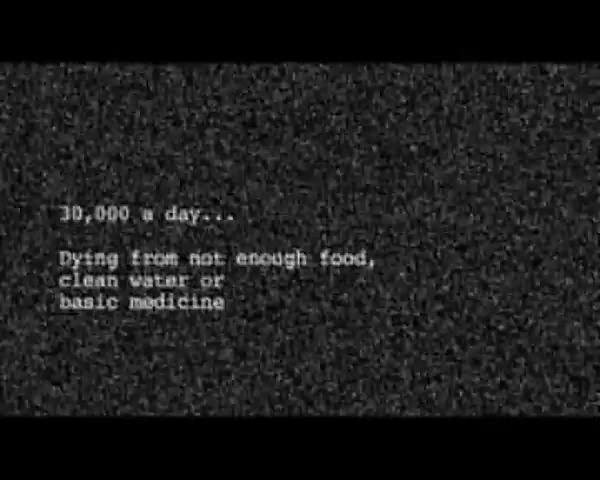 30,000 a day...
Dying from not enough food,
clean water or
basic medicine